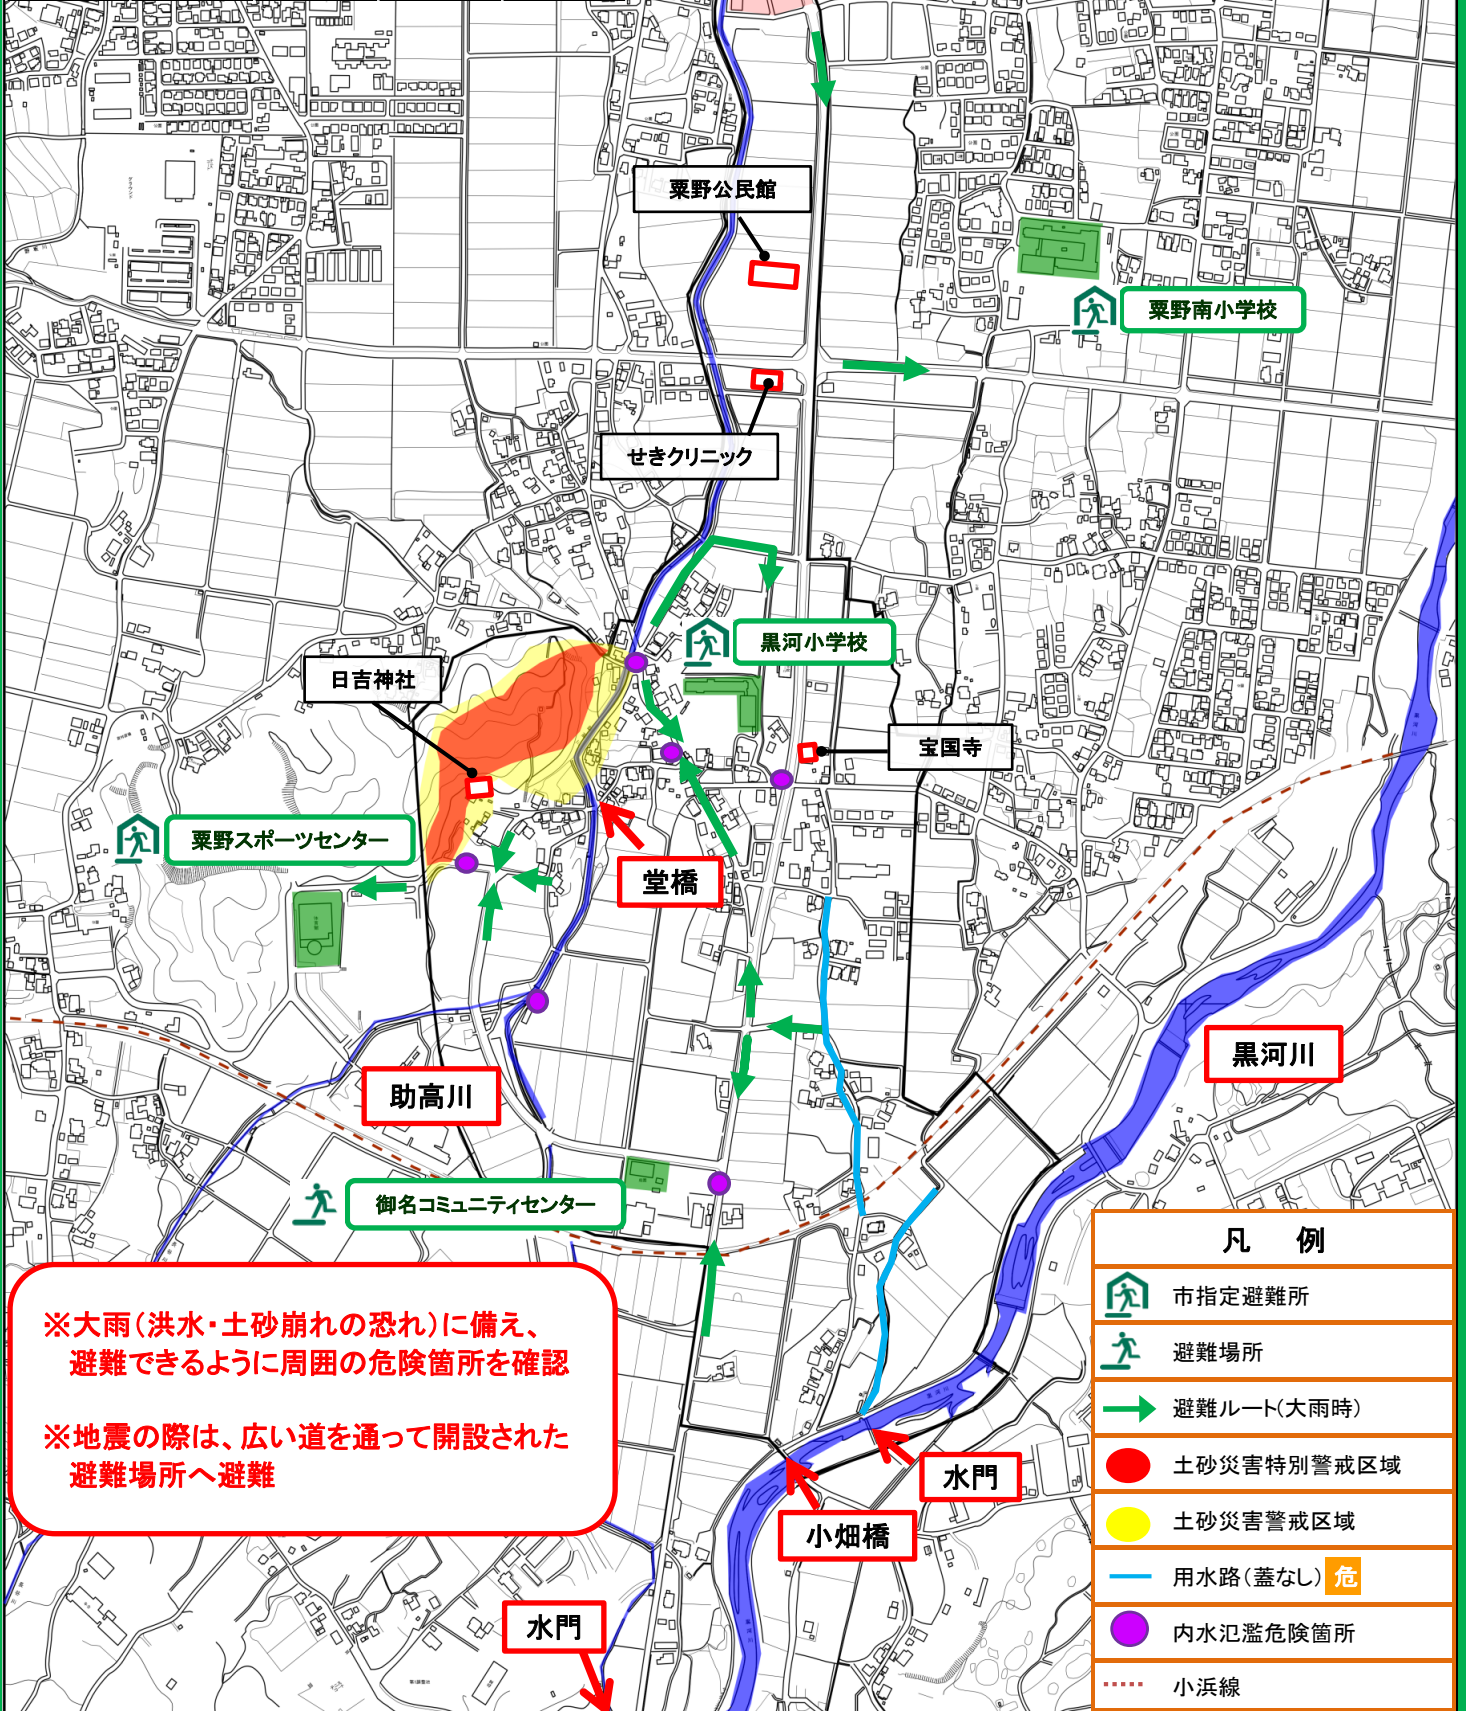 粟野公民館
粟野南小学校
せきクリニック
黒河小学校
日吉神社
宝国寺
粟野スポーツセンター
堂橋
黒河川
助高川
御名コミュニティセンター
※大雨(洪水・土砂崩れの恐れ)に備え、
避難できるように周囲の危険箇所を確認
※地震の際は、広い道を通って開設された
避難場所へ避難
水門
小畑橋
水門
凡 例
市指定避難所
避難場所
避難ルート(大雨時)
土砂災害特別警戒区域
土砂災害警戒区域
用水路(蓋なし) 危
内水氾濫危険箇所
小浜線